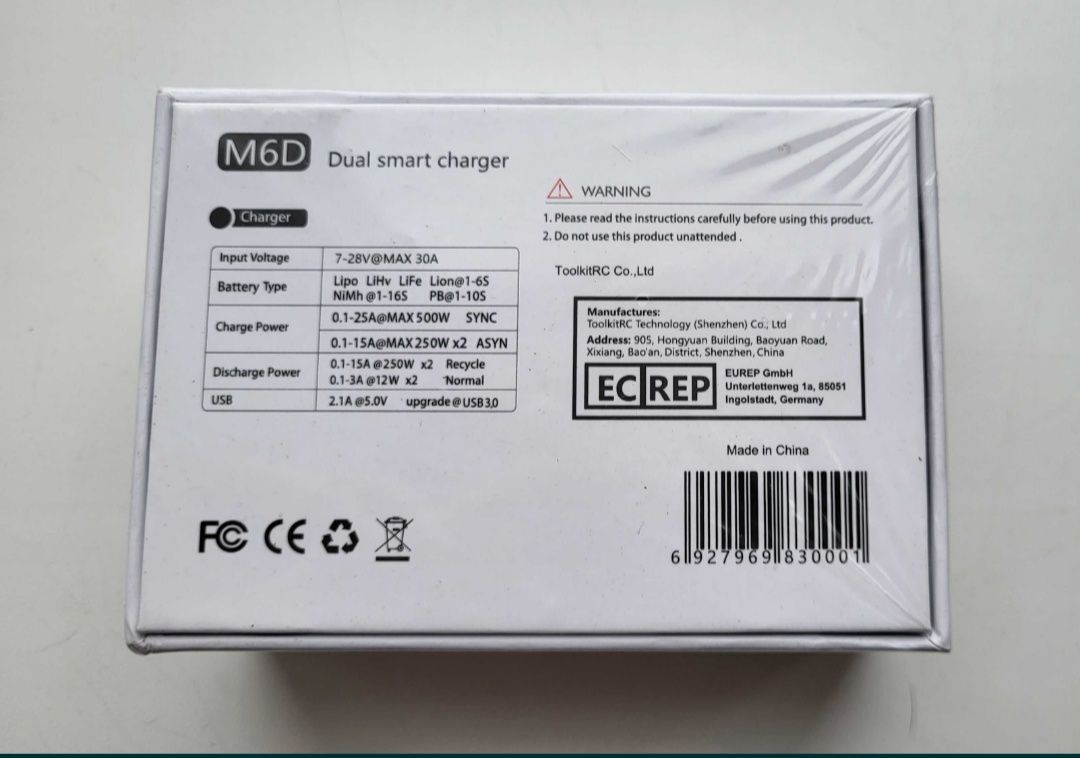 M6D Dual smart charger
Charger
Input Voltage 7-28V@MAX 30A
Battery Type Lipo LiHv LiFe Lion@1-6S
NiMh @1-16S PB@1-10S
Charge Power 0.1-25A@MAX 500W SYNC
0.1-15A@MAX 250W x2 ASYN
Discharge Power 0.1-15A @250W x2 Recycle
0.1-3A @12W x2 Normal
USB 2.1A @5.0V upgrade@USB3,0
WARNING
1. Please read the instructions carefully before using this product.
2. Do not use this product unattended .
ToolkitRC Co.,Ltd
Manufactures:
ToolkitRC Technology (Shenzhen) Co.; Ltd
Address: 905, Hongyuan Building, Baoyuan Road,
Xixiang, Bao'an, District, Shenzhen, China
EC REP
EUREP GmbH
Unterlettenweg 1a, 85051
Ingolstadt, Germany
Made in China
FC CE
6 927969 830001